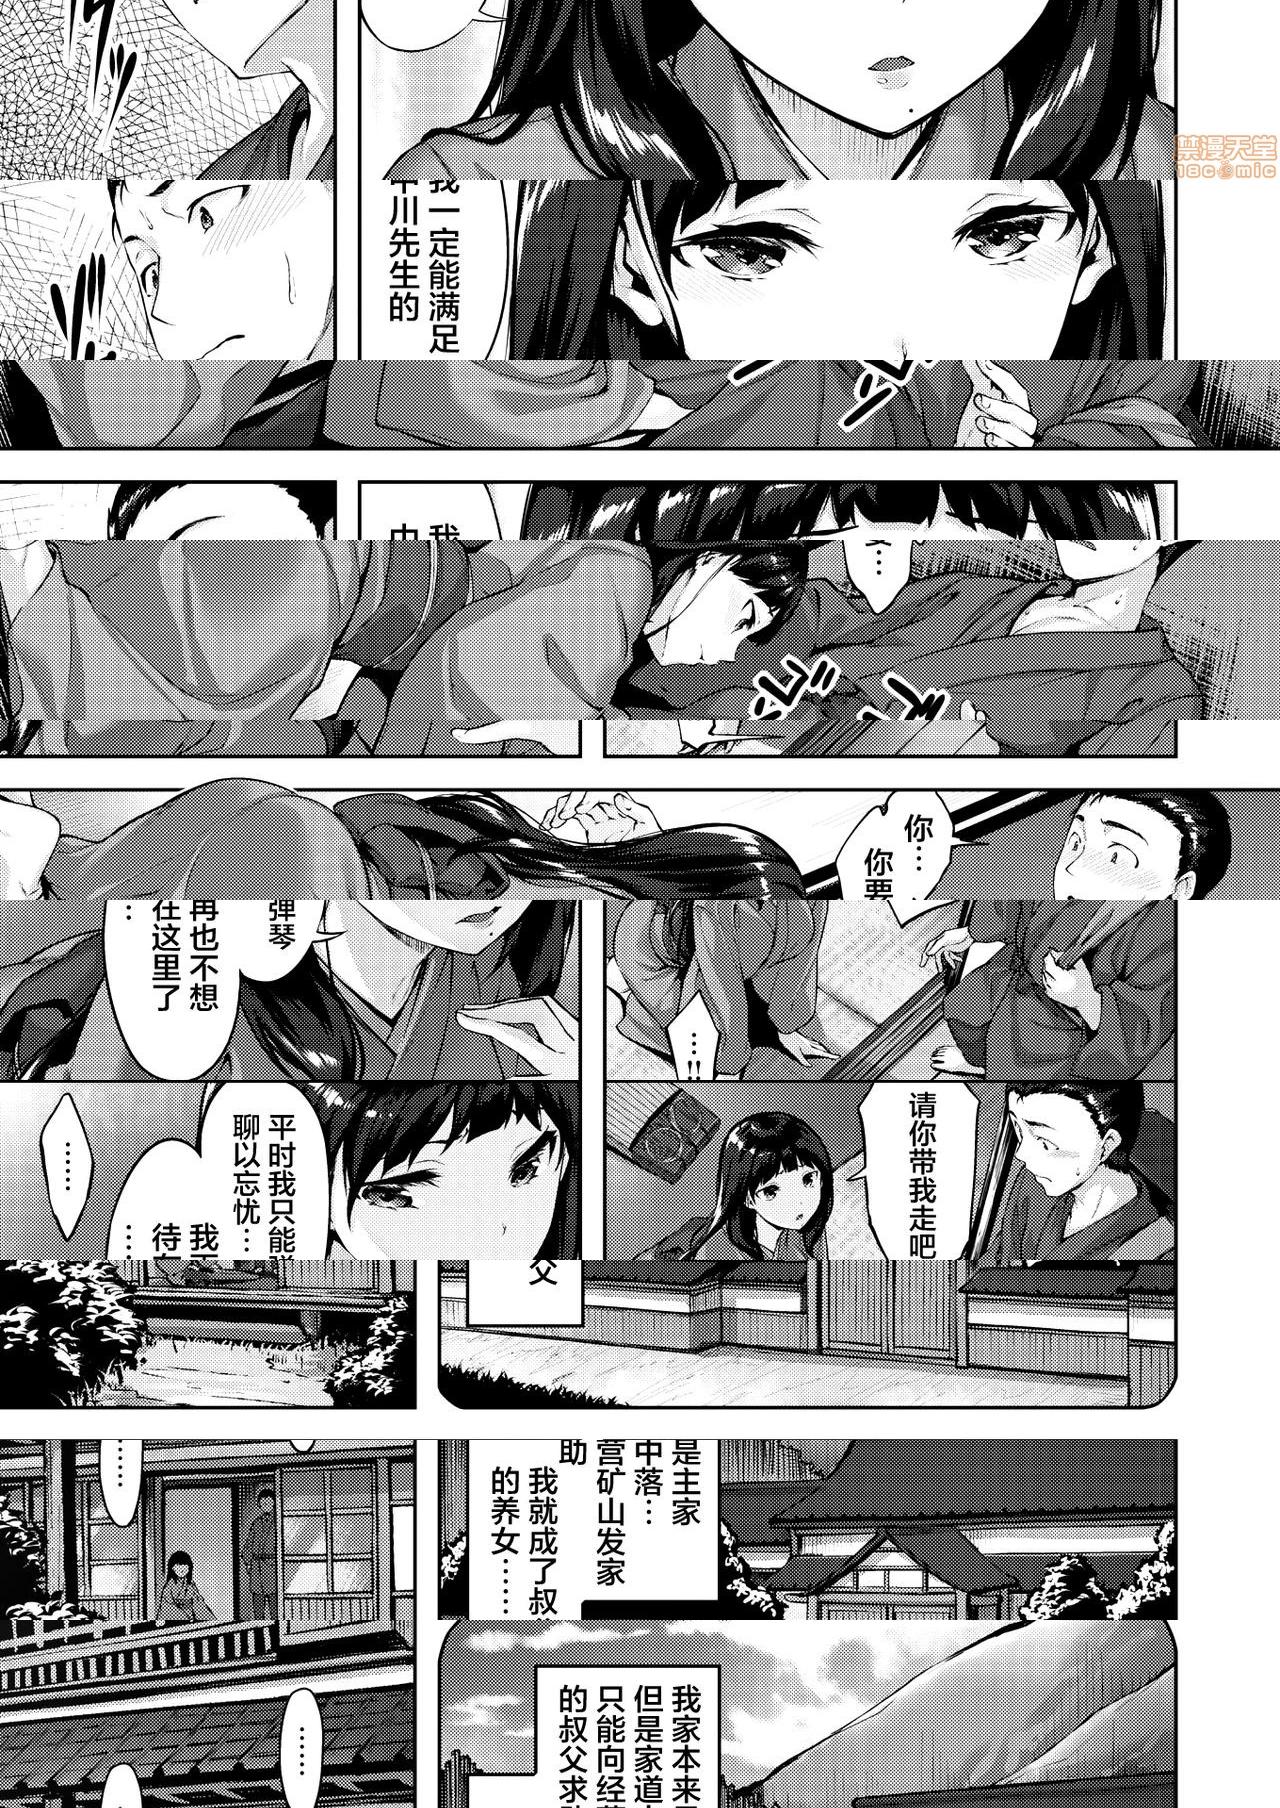 禁漫天堂
18comic
我一定能满足
中川先生的
…
你…
你要
弹琴
再也不想
在这里了
…
…!!
请你带我走吧
平时我只能
聊以忘忧…
我
待
…
……
父
是主家
中落…
营矿山发家
助
我就成了叔
的养女……
……
我家本来
但是家道
只能向经
的叔父求
……